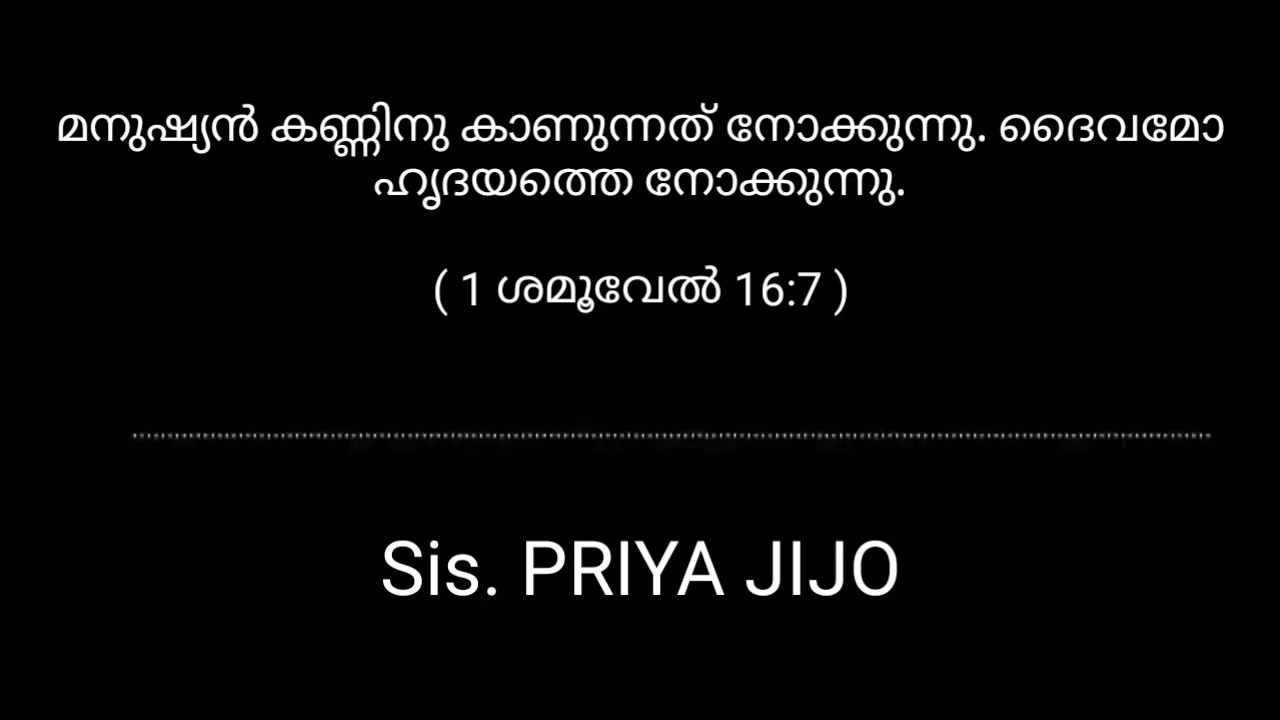 മനുഷ്യൻ കണ്ണിനു കാണുന്നത് നോക്കുന്നു. ദൈവമോ
ഹൃദയത്തെ നോക്കുന്നു.
( 1 ശമൂവേൽ 16:7 )
Sis. PRIYA JIJO